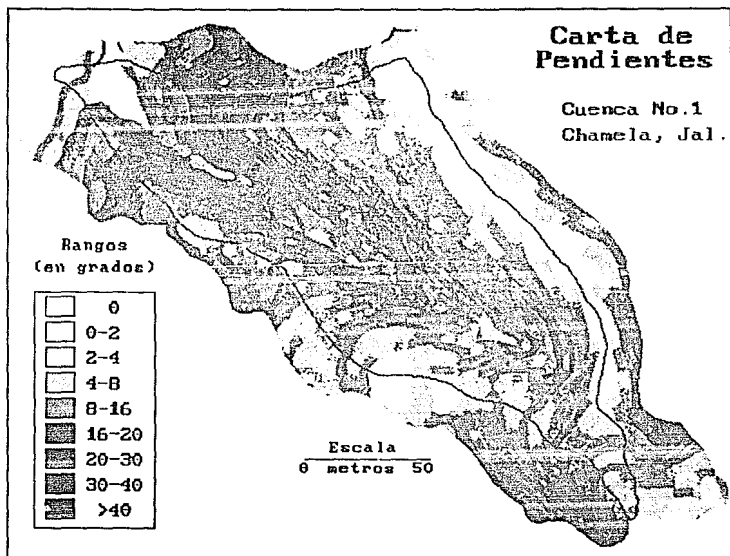 Carta de
Pendientes
Cuenca No.1
Chamela, Jal.
Rangos
(en grados)
0
0-2
2-4
4-8
8-16
16-20
20-30
30-40
>40
Escala
0 metros 50